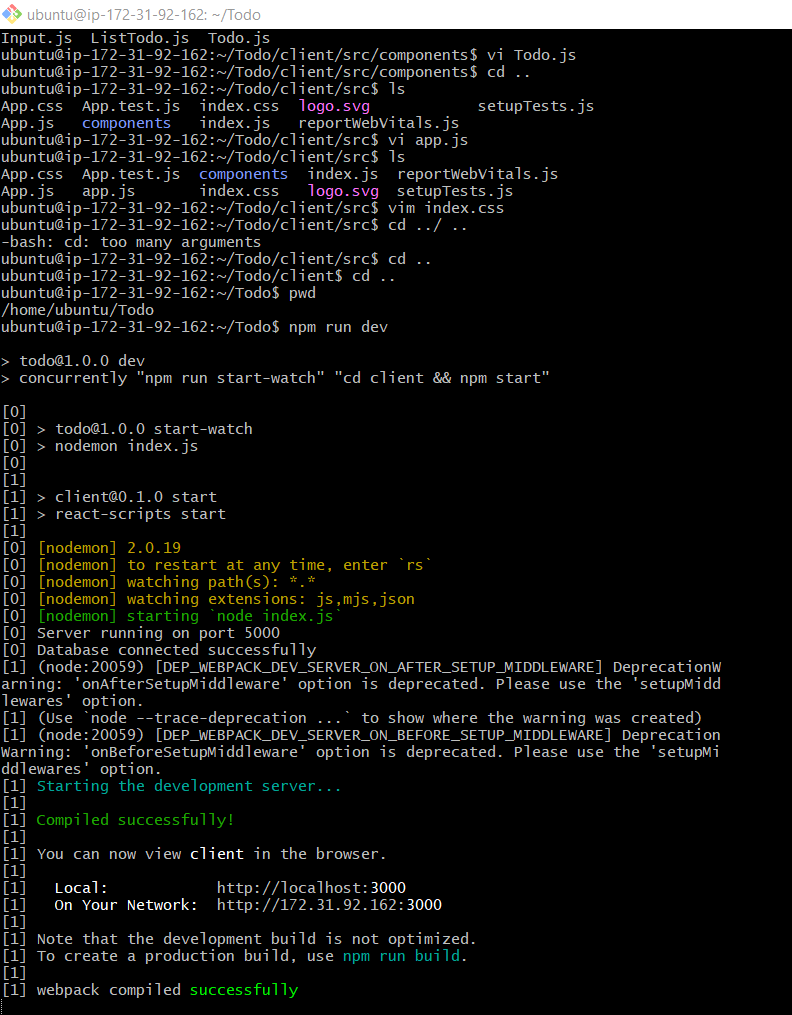 ubuntu@ip-172-31-92-162: ~/Todo
Input.js  ListTodo.js  Todo.js
ubuntu@ip-172-31-92-162:~/Todo/client/src/components$ vi Todo.js
ubuntu@ip-172-31-92-162:~/Todo/client/src/components$ cd ..
ubuntu@ip-172-31-92-162:~/Todo/client/src$ ls
App.css  App.test.js  index.css  logo.svg            setupTests.js
App.js   components   index.js   reportWebVitals.js
ubuntu@ip-172-31-92-162:~/Todo/client/src$ vi app.js
ubuntu@ip-172-31-92-162:~/Todo/client/src$ ls
App.css  App.test.js  components  index.js  reportWebVitals.js
App.js   app.js       index.css   logo.svg  setupTests.js
ubuntu@ip-172-31-92-162:~/Todo/client/src$ vim index.css
ubuntu@ip-172-31-92-162:~/Todo/client/src$ cd ../ ..
-bash: cd: too many arguments
ubuntu@ip-172-31-92-162:~/Todo/client/src$ cd ..
ubuntu@ip-172-31-92-162:~/Todo/client$ cd ..
ubuntu@ip-172-31-92-162:~/Todo$ pwd
/home/ubuntu/Todo
ubuntu@ip-172-31-92-162:~/Todo$ npm run dev
> todo@1.0.0 dev
> concurrently "npm run start-watch" "cd client && npm start"
[0]
[0] > todo@1.0.0 start-watch
[0] > nodemon index.js
[0]
[1]
[1] > client@0.1.0 start
[1] > react-scripts start
[1]
[0] [nodemon] 2.0.19
[0] [nodemon] to restart at any time, enter `rs`
[0] [nodemon] watching path(s): *.*
[0] [nodemon] watching extensions: js,mjs,json
[0] [nodemon] starting `node index.js`
[0] Server running on port 5000
[0] Database connected successfully
[1] (node:20059) [DEP_WEBPACK_DEV_SERVER_ON_AFTER_SETUP_MIDDLEWARE] DeprecationW
arning: 'onAfterSetupMiddleware' option is deprecated. Please use the 'setupMidd
lewares' option.
[1] (Use `node --trace-deprecation ...` to show where the warning was created)
[1] (node:20059) [DEP_WEBPACK_DEV_SERVER_ON_BEFORE_SETUP_MIDDLEWARE] Deprecation
Warning: 'onBeforeSetupMiddleware' option is deprecated. Please use the 'setupMi
ddlewares' option.
[1] Starting the development server...
[1]
[1] Compiled successfully!
[1]
[1] You can now view client in the browser.
[1]
[1]   Local:            http://localhost:3000
[1]   On Your Network:  http://172.31.92.162:3000
[1]
[1] Note that the development build is not optimized.
[1] To create a production build, use npm run build.
[1]
[1] webpack compiled successfully